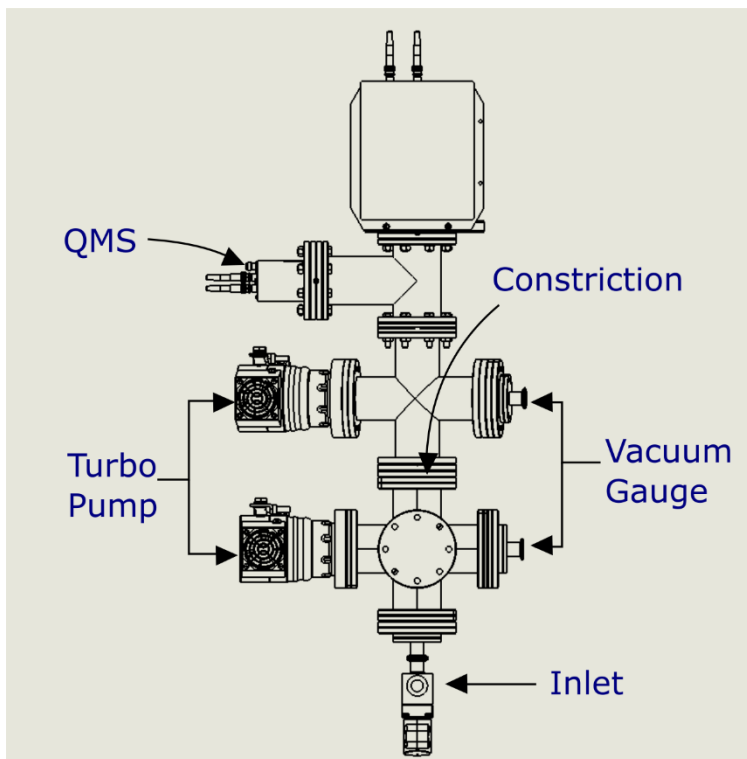 QMS
Constriction
Turbo
Pump
Vacuum
Gauge
Inlet